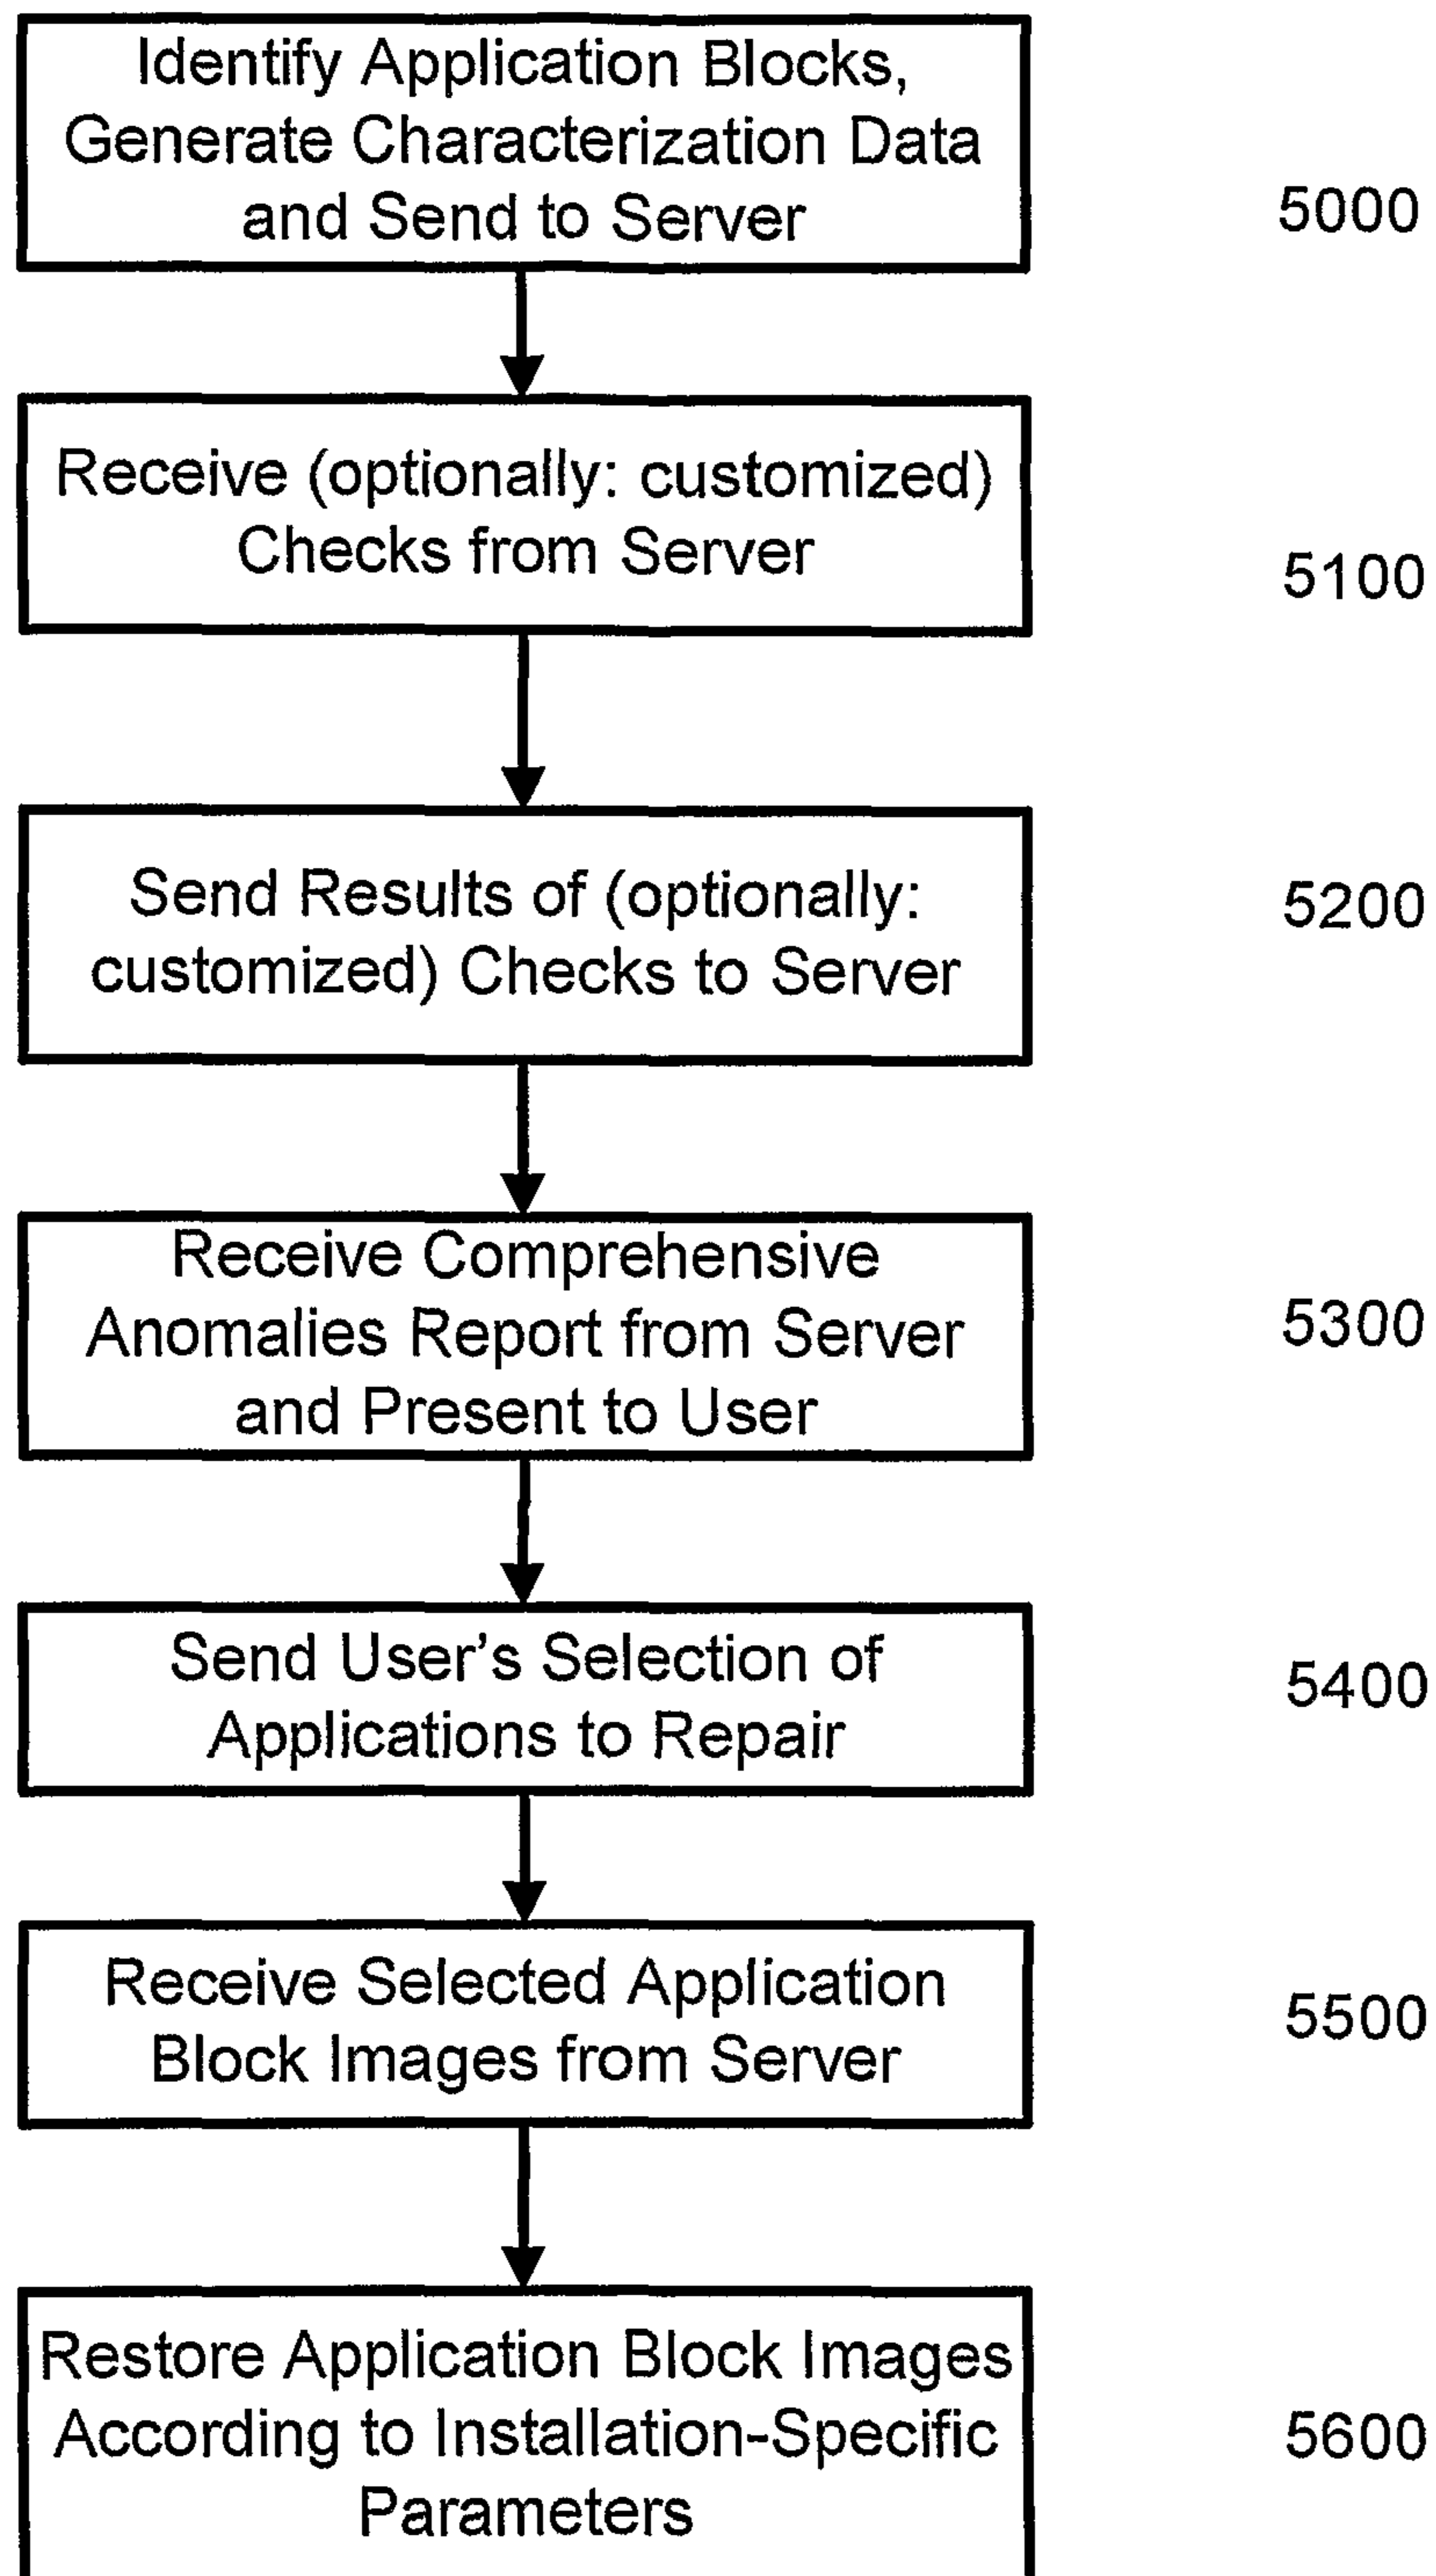 Identify Application Blocks,
Generate Characterization Data
and Send to Server
5000
Receive (optionally: customized)
Checks from Server
5100
Send Results of (optionally:
customized) Checks to Server
5200
Receive Comprehensive
Anomalies Report from Server
and Present to User
5300
Send User's Selection of
Applications to Repair
5400
Receive Selected Application
Block Images from Server
5500
Restore Application Block Images
According to Installation-Specific
Parameters
5600